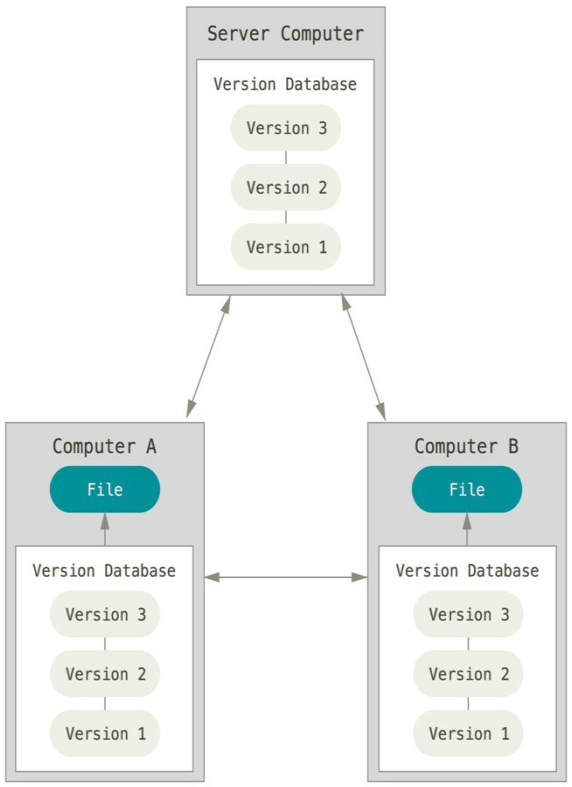 Server Computer
Version Database
Version 3
Version 2
Version 1
Computer A
File
Version Database
Version 3
Version 2
Version 1
Computer B
File
Version Database
Version 3
Version 2
Version 1